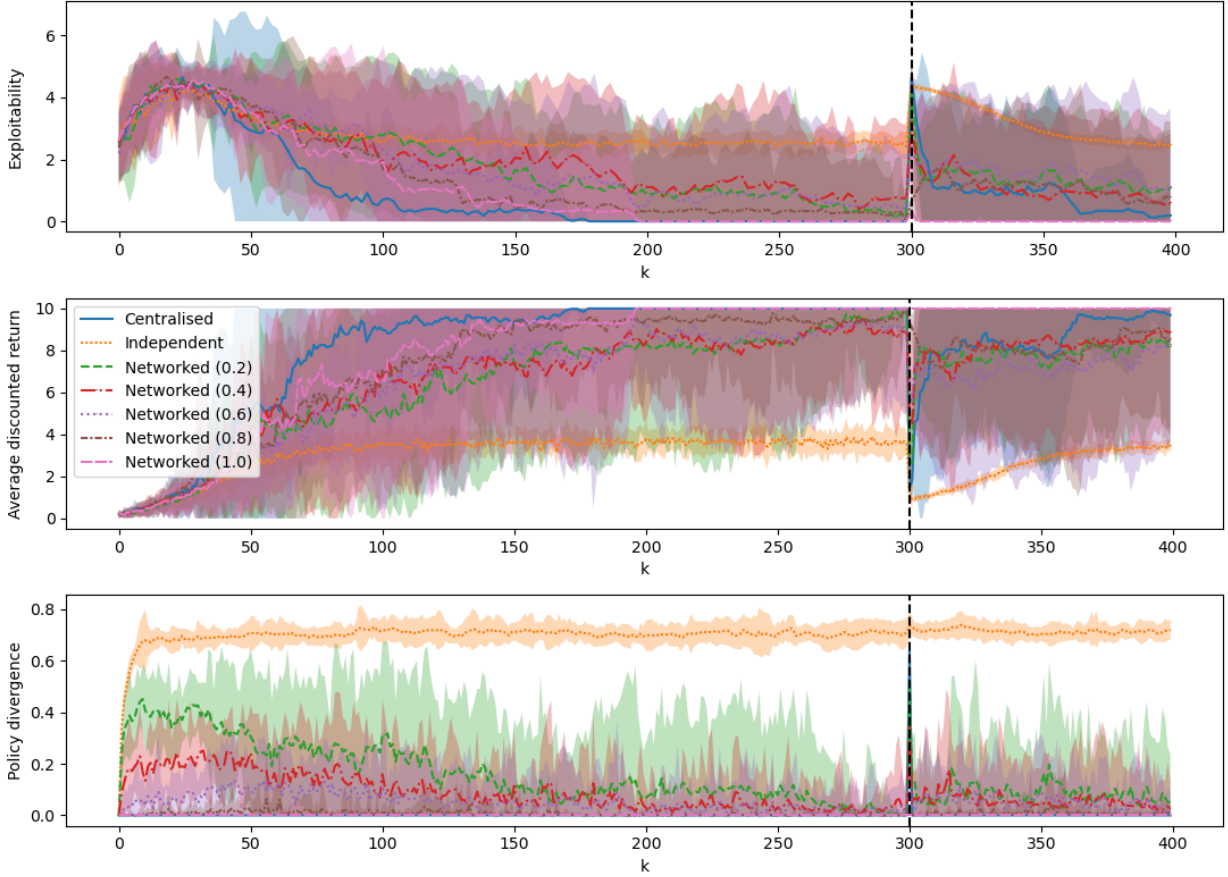 Exploitability
6
4
2
0
0 50 100 150 200 250 300 350 400
k
Average discounted return
10
8
6
4
2
0
Centralised
Independent
Networked (0.2)
Networked (0.4)
Networked (0.6)
Networked (0.8)
Networked (1.0)
0 50 100 150 200 250 300 350 400
k
Policy divergence
0.8
0.6
0.4
0.2
0.0
0 50 100 150 200 250 300 350 400
k